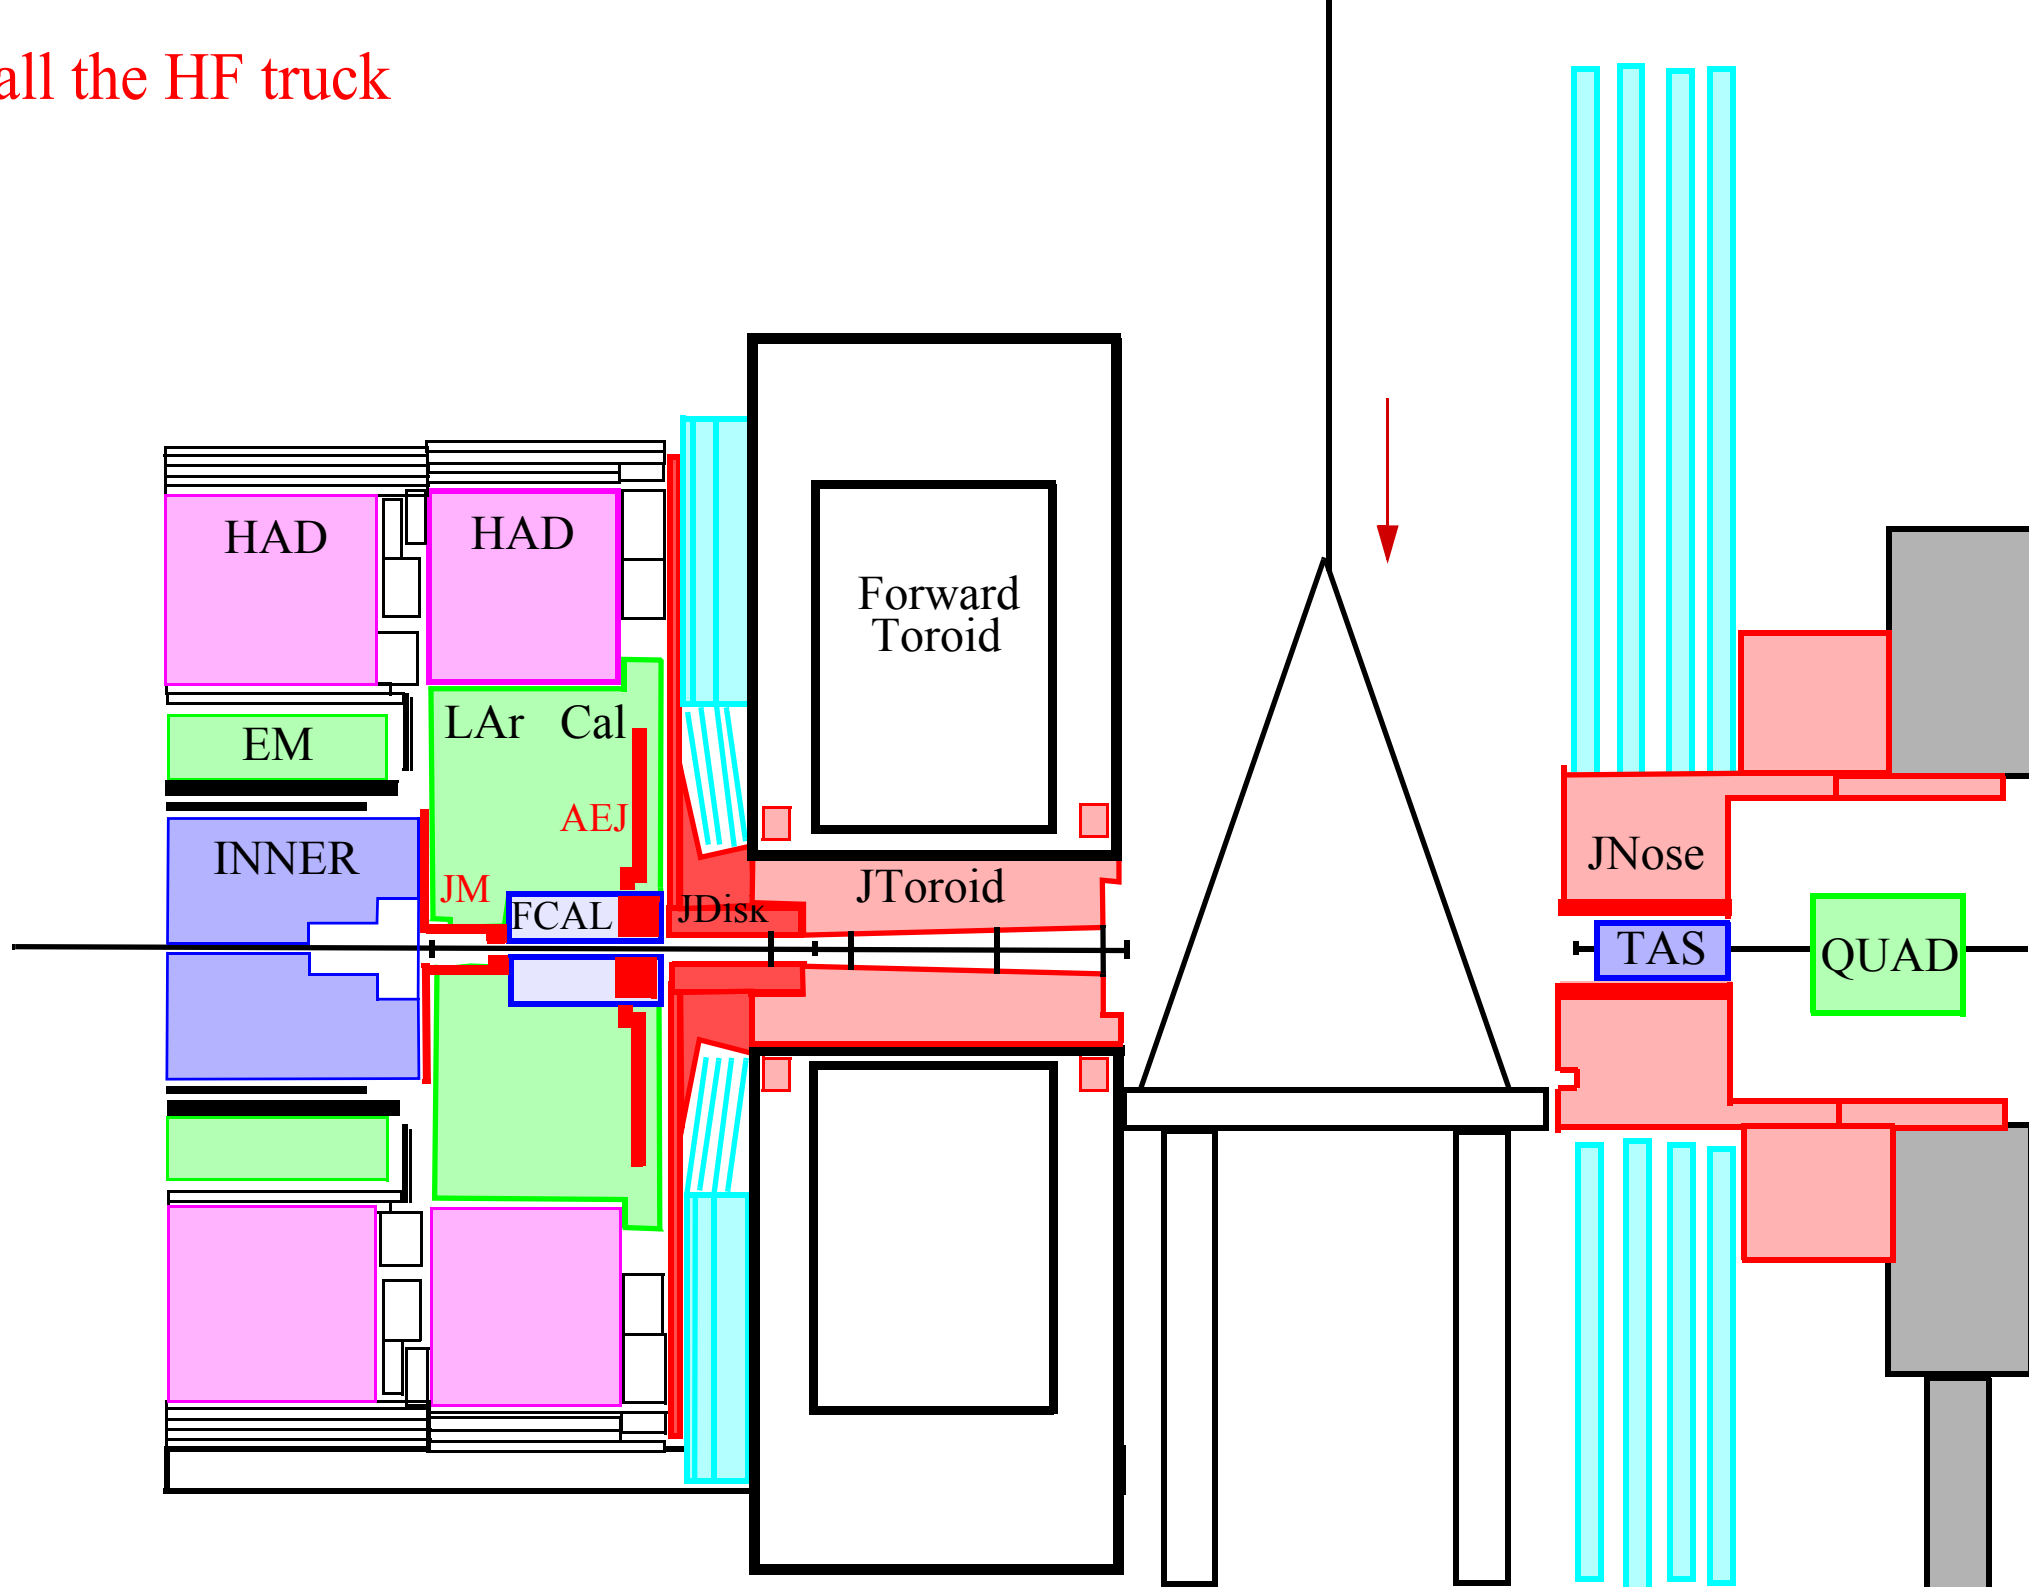 all the HF truck
HAD
HAD
Forward
Toroid
LAr Cal
EM
AEJ
INNER
JM
FCAL
JDisk
JToroid
JNose
TAS
QUAD